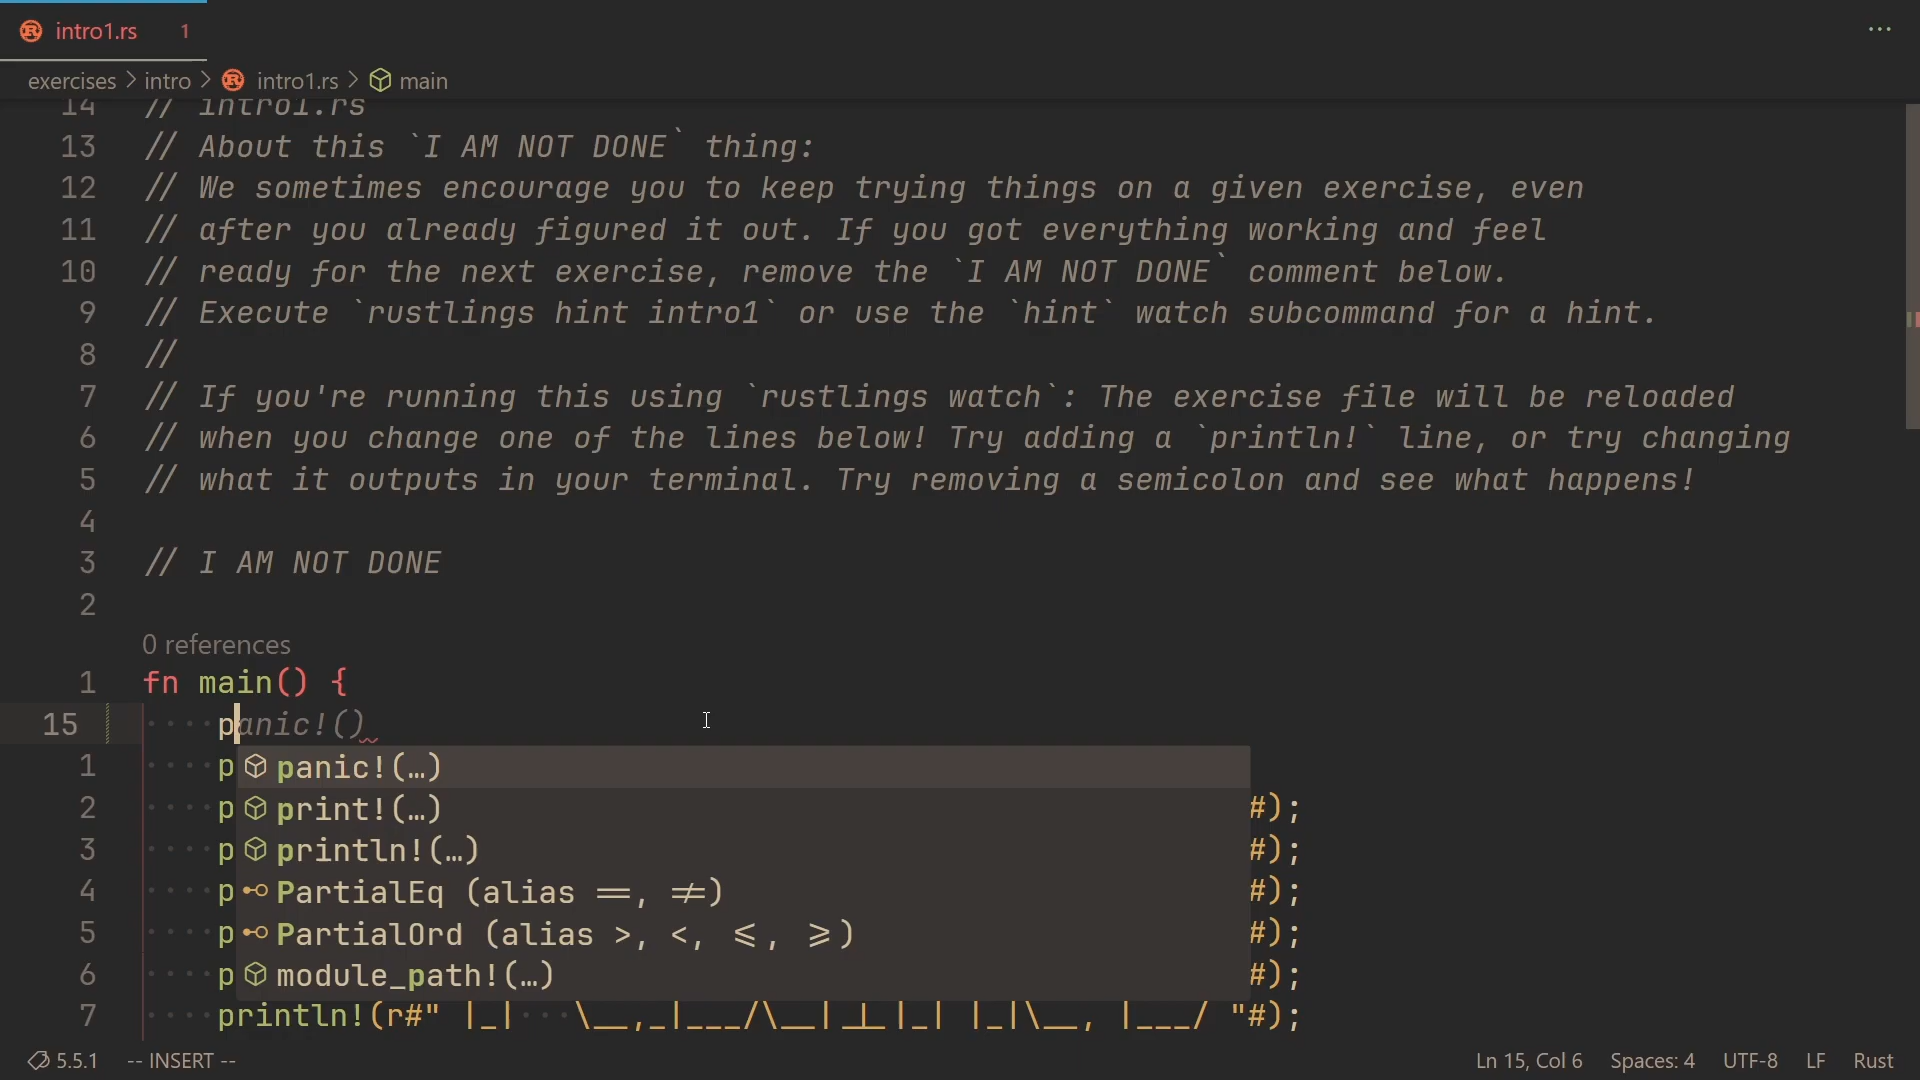 intro1.rs 1 ...
exercises > intro > intro1.rs > main
14 // intro1.rs
13 // About this `I AM NOT DONE` thing:
12 // We sometimes encourage you to keep trying things on a given exercise, even
11 // after you already figured it out. If you got everything working and feel
10 // ready for the next exercise, remove the `I AM NOT DONE` comment below.
9 // Execute `rustlings hint intro1` or use the `hint` watch subcommand for a hint.
8 //
7 // If you're running this using `rustlings watch`: The exercise file will be reloaded
6 // when you change one of the lines below! Try adding a `println!` line, or try changing
5 // what it outputs in your terminal. Try removing a semicolon and see what happens!
4
3 // I AM NOT DONE
2
0 references
1 fn main() {
15 ····panic!()
1 ····p panic!(…)
2 ····p print!(…) #);
3 ····p println!(…) #);
4 ····p PartialEq (alias ==, ≠) #);
5 ····p PartialOrd (alias >, <, ⩽, ⩾) #);
6 ····p module_path!(…) #);
7 ····println!(r#" |_|···\__,_|___/\__|_|_|_| |_|\__, |___/ "#);
5.5.1 -- INSERT -- Ln 15, Col 6 Spaces: 4 UTF-8 LF Rust